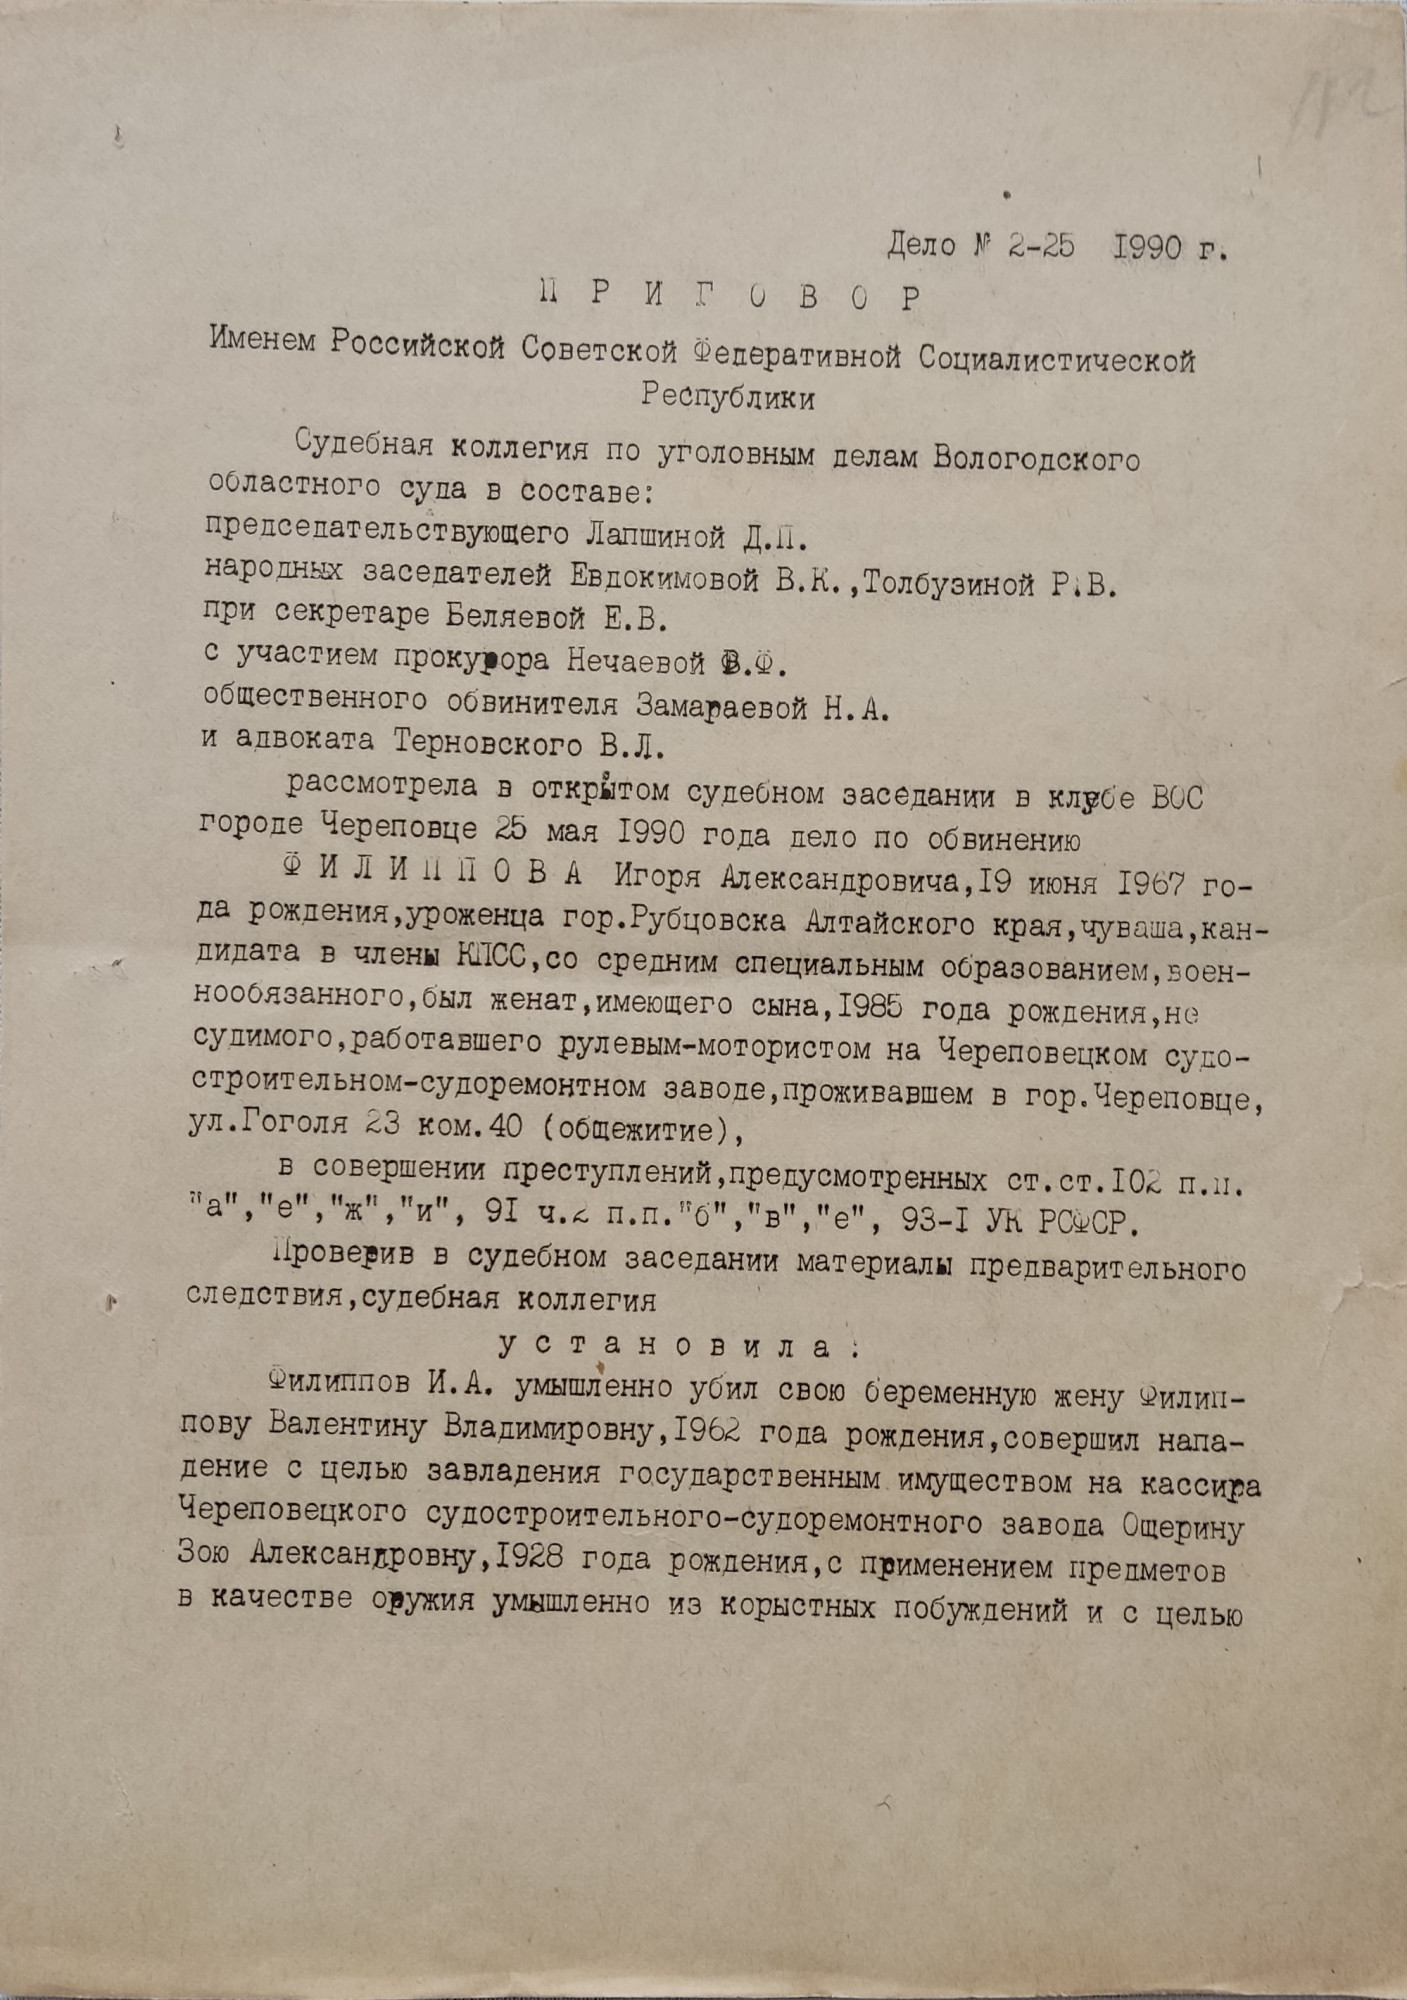 Дело № 2-25 1990 г.
П Р И Г О В О Р
Именем Российской Советской Федеративной Социалистической
Республики
Судебная коллегия по уголовным делам Вологодского
областного суда в составе:
председательствующего Лапшиной Д.П.
народных заседателей Евдокимовой В.К.,Толбузиной Р.В.
при секретаре Беляевой Е.В.
с участием прокурора Нечаевой В.Ф.
общественного обвинителя Замараевой Н.А.
и адвоката Терновского В.Л.
рассмотрела в открытом судебном заседании в клубе ВОС
городе Череповце 25 мая 1990 года дело по обвинению
Ф И Л И П П О В А Игоря Александровича,19 июня 1967 го-
да рождения,уроженца гор.Рубцовска Алтайского края,чуваша,кан-
дидата в члены КПСС,со средним специальным образованием,воен-
нообязанного,был женат,имеющего сына,1985 года рождения,не
судимого,работавшего рулевым-мотористом на Череповецком судо-
строительном-судоремонтном заводе,проживавшем в гор.Череповце,
ул.Гоголя 23 ком.40 (общежитие),
в совершении преступлений,предусмотренных ст.ст.102 п.п.
"а","е","ж","и", 91 ч.2 п.п."б","в","е", 93-1 УК РСФСР.
Проверив в судебном заседании материалы предварительного
следствия,судебная коллегия
у с т а н о в и л а :
Филиппов И.А. умышленно убил свою беременную жену Филип-
пову Валентину Владимировну,1962 года рождения,совершил напа-
дение с целью завладения государственным имуществом на кассира
Череповецкого судостроительного-судоремонтного завода Ощерину
Зою Александровну,1928 года рождения,с применением предметов
в качестве оружия умышленно из корыстных побуждений и с целью